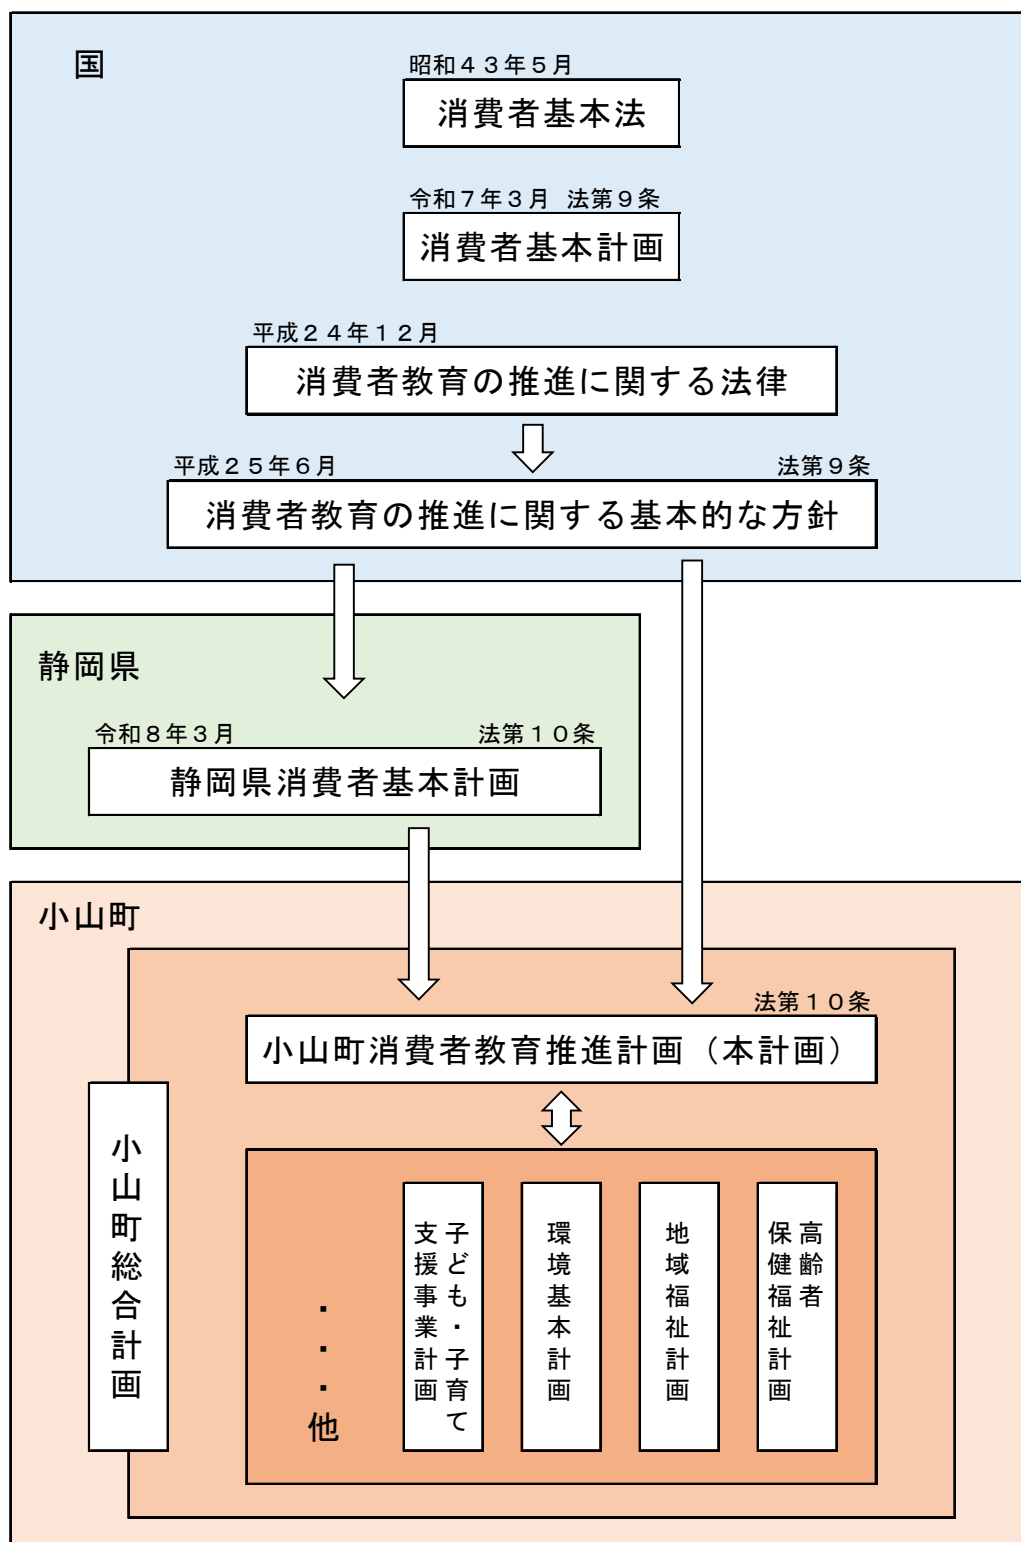 国
昭和４３年５月
消費者基本法
令和７年３月 法第９条
消費者基本計画
平成２４年１２月
消費者教育の推進に関する法律
平成２５年６月 法第９条
消費者教育の推進に関する基本的な方針
静岡県
令和８年３月 法第１０条
静岡県消費者基本計画
小山町
法第１０条
小山町消費者教育推進計画（本計画）
小山町総合計画
高齢者
保健福祉計画
地域福祉計画
環境基本計画
子ども・子育て
支援事業計画
・・・他